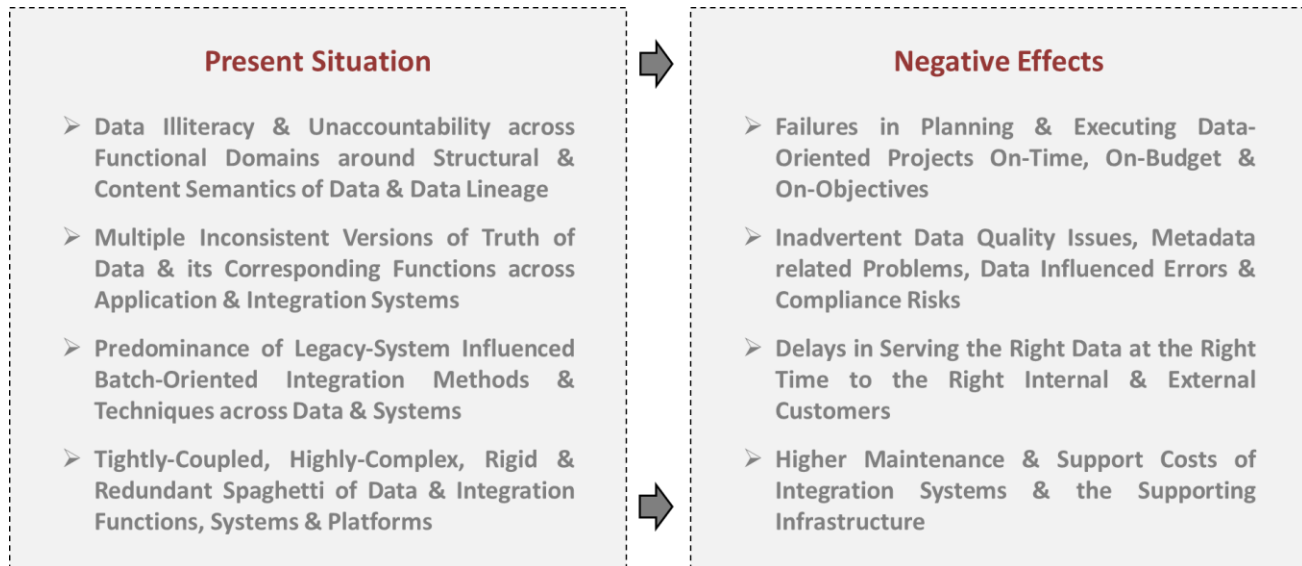 Present Situation
Data Illiteracy & Unaccountability across
Functional Domains around Structural &
Content Semantics of Data & Data Lineage
Multiple Inconsistent Versions of Truth of
Data & its Corresponding Functions across
Application & Integration Systems
Predominance of Legacy-System Influenced
Batch-Oriented Integration Methods &
Techniques across Data & Systems
Tightly-Coupled, Highly-Complex, Rigid &
Redundant Spaghetti of Data & Integration
Functions, Systems & Platforms
Negative Effects
Failures in Planning & Executing Data-
Oriented Projects On-Time, On-Budget &
On-Objectives
Inadvertent Data Quality Issues, Metadata
related Problems, Data Influenced Errors &
Compliance Risks
Delays in Serving the Right Data at the Right
Time to the Right Internal & External
Customers
Higher Maintenance & Support Costs of
Integration Systems & the Supporting
Infrastructure